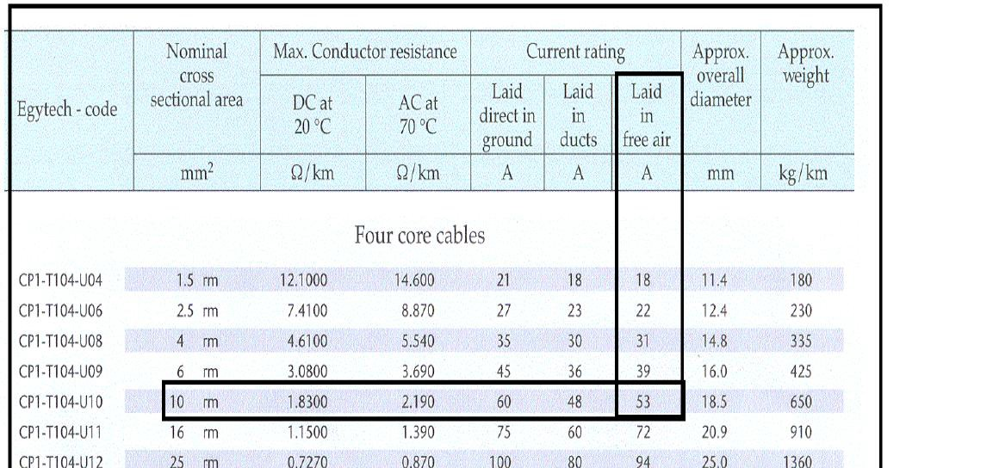 Egytech - code
Nominal
cross
sectional area
mm²
Max. Conductor resistance
DC at
20 °C
Ω/km
AC at
70 °C
Ω/km
Current rating
Laid
direct in
ground
A
Laid
in
ducts
A
Laid
in
free air
A
Approx.
overall
diameter
mm
Approx.
weight
kg/km
Four core cables
CP1-T104-U04 1.5 rm 12.1000 14.600 21 18 18 11.4 180
CP1-T104-U06 2.5 rm 7.4100 8.870 27 23 22 12.4 230
CP1-T104-U08 4 rm 4.6100 5.540 35 30 31 14.8 335
CP1-T104-U09 6 rm 3.0800 3.690 45 36 39 16.0 425
CP1-T104-U10 10 rm 1.8300 2.190 60 48 53 18.5 650
CP1-T104-U11 16 rm 1.1500 1.390 75 60 72 20.9 910
CP1-T104-U12 25 rm 0.7270 0.870 100 80 94 25.0 1360